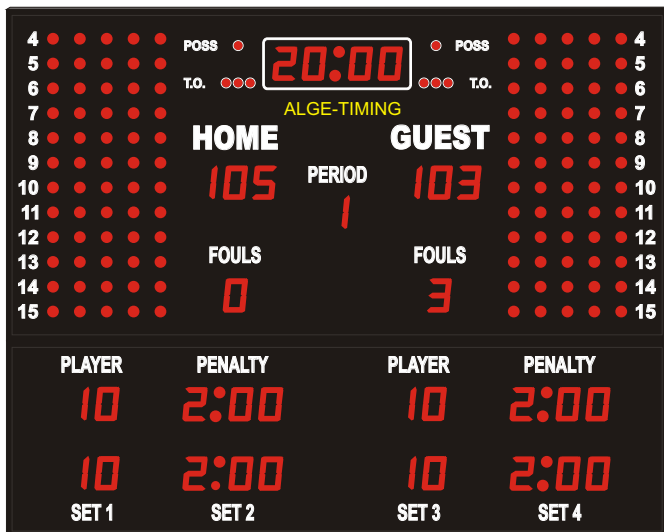 4 POSS 20:00 POSS 4
5 5
6 T.O. T.O. 6
7 ALGE-TIMING 7
8 HOME GUEST 8
9 9
10 105 PERIOD 103 10
11 1 11
12 12
13 FOULS FOULS 13
14 0 3 14
15 15
PLAYER PENALTY PLAYER PENALTY
10 2:00 10 2:00
10 2:00 10 2:00
SET 1 SET 2 SET 3 SET 4